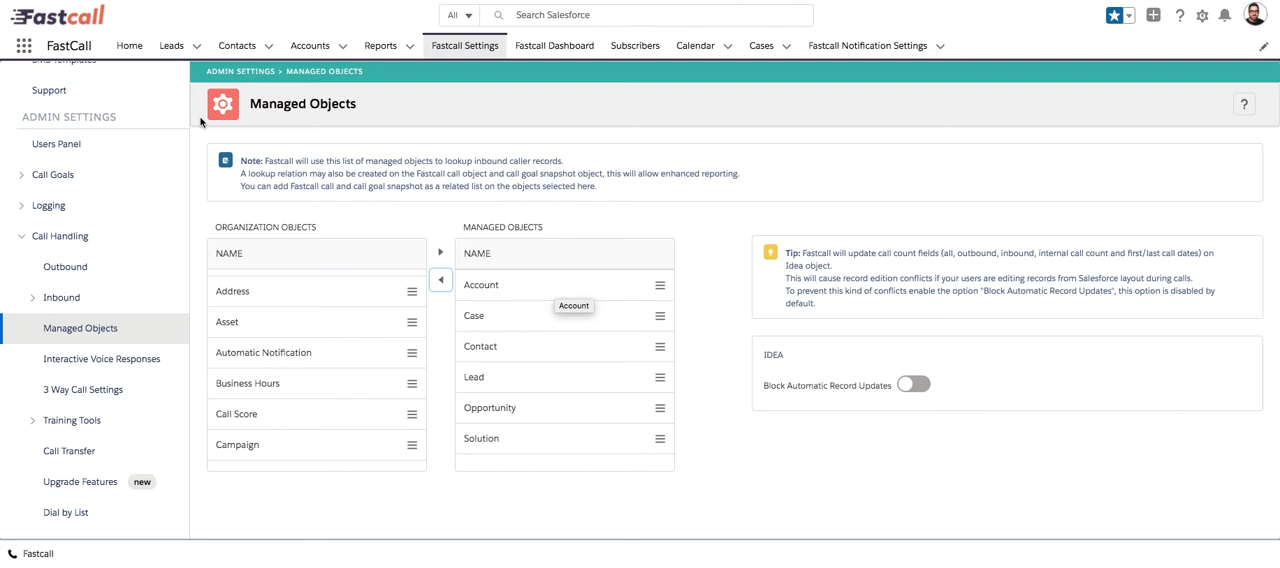 Fastcall
All
Search Salesforce
FastCall
Home
Leads
Contacts
Accounts
Reports
Fastcall Settings
Fastcall Dashboard
Subscribers
Calendar
Cases
Fastcall Notification Settings
SMS Templates
Support
ADMIN SETTINGS
Users Panel
Call Goals
Logging
Call Handling
Outbound
Inbound
Managed Objects
Interactive Voice Responses
3 Way Call Settings
Training Tools
Call Transfer
Upgrade Features new
Dial by List
ADMIN SETTINGS > MANAGED OBJECTS
Managed Objects
?
Note: Fastcall will use this list of managed objects to lookup inbound caller records.
A lookup relation may also be created on the Fastcall call object and call goal snapshot object, this will allow enhanced reporting.
You can add Fastcall call and call goal snapshot as a related list on the objects selected here.
ORGANIZATION OBJECTS
NAME
Address
Asset
Automatic Notification
Business Hours
Call Score
Campaign
MANAGED OBJECTS
NAME
Account
Account
Case
Contact
Lead
Opportunity
Solution
Tip: Fastcall will update call count fields (all, outbound, inbound, internal call count and first/last call dates) on
Idea object.
This will cause record edition conflicts if your users are editing records from Salesforce layout during calls.
To prevent this kind of conflicts enable the option "Block Automatic Record Updates", this option is disabled by
default.
IDEA
Block Automatic Record Updates
Fastcall